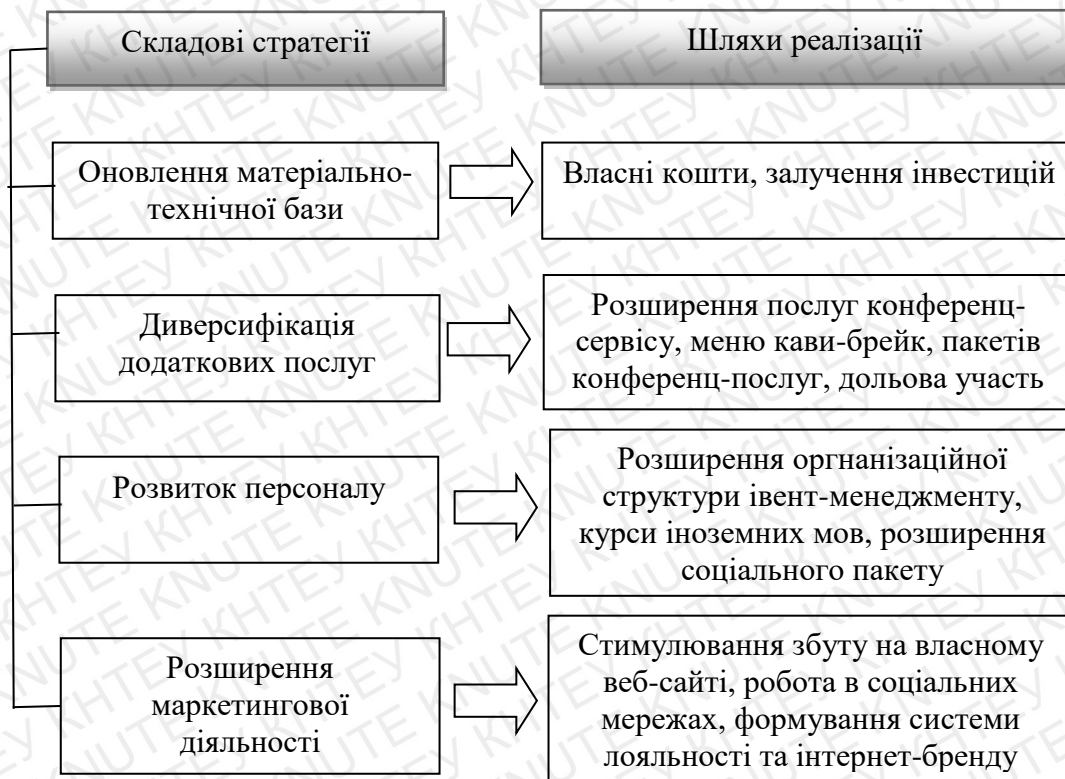 Складові стратегії
Шляхи реалізації
Оновлення матеріально-
технічної бази
Власні кошти, залучення інвестицій
Диверсифікація
додаткових послуг
Розширення послуг конференц-
сервісу, меню кави-брейк, пакетів
конференц-послуг, дольова участь
Розвиток персоналу
Розширення оргнанізаційної
структури івент-менеджменту,
курси іноземних мов, розширення
соціального пакету
Розширення
маркетингової
діяльності
Стимулювання збуту на власному
веб-сайті, робота в соціальних
мережах, формування системи
лояльності та інтернет-бренду